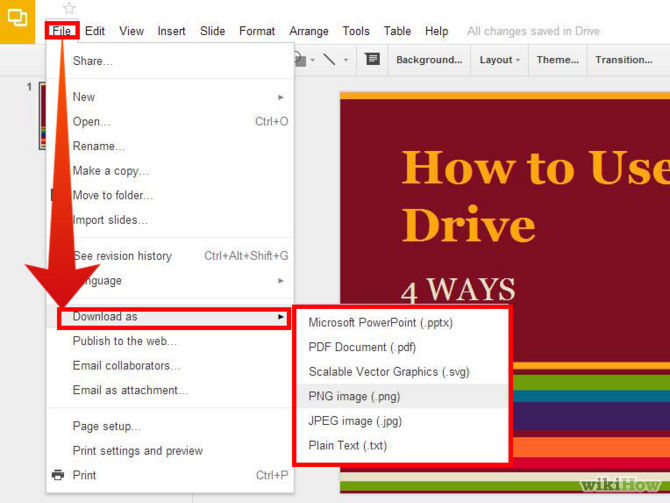 File Edit View Insert Slide Format Arrange Tools Table Help All changes saved in Drive
Background... Layout Theme... Transition...
Share...
New
Open... Ctrl+O
Rename...
Make a copy...
Move to folder...
Import slides...
See revision history Ctrl+Alt+Shift+G
Download as
Publish to the web...
Email collaborators...
Email as attachment...
Page setup...
Print settings and preview
Print Ctrl+P
Microsoft PowerPoint (.pptx)
PDF Document (.pdf)
Scalable Vector Graphics (.svg)
PNG image (.png)
JPEG image (.jpg)
Plain Text (.txt)
1
How to Use
Drive
4 WAYS
wikiHow